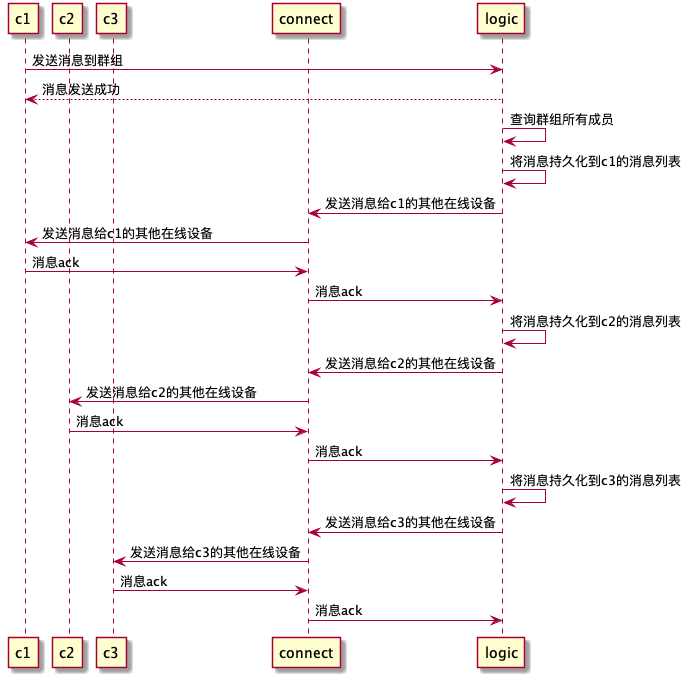 c1 c2 c3 connect logic
发送消息到群组
消息发送成功
查询群组所有成员
将消息持久化到c1的消息列表
发送消息给c1的其他在线设备
发送消息给c1的其他在线设备
消息ack
消息ack
将消息持久化到c2的消息列表
发送消息给c2的其他在线设备
发送消息给c2的其他在线设备
消息ack
消息ack
将消息持久化到c3的消息列表
发送消息给c3的其他在线设备
发送消息给c3的其他在线设备
消息ack
消息ack
c1 c2 c3 connect logic